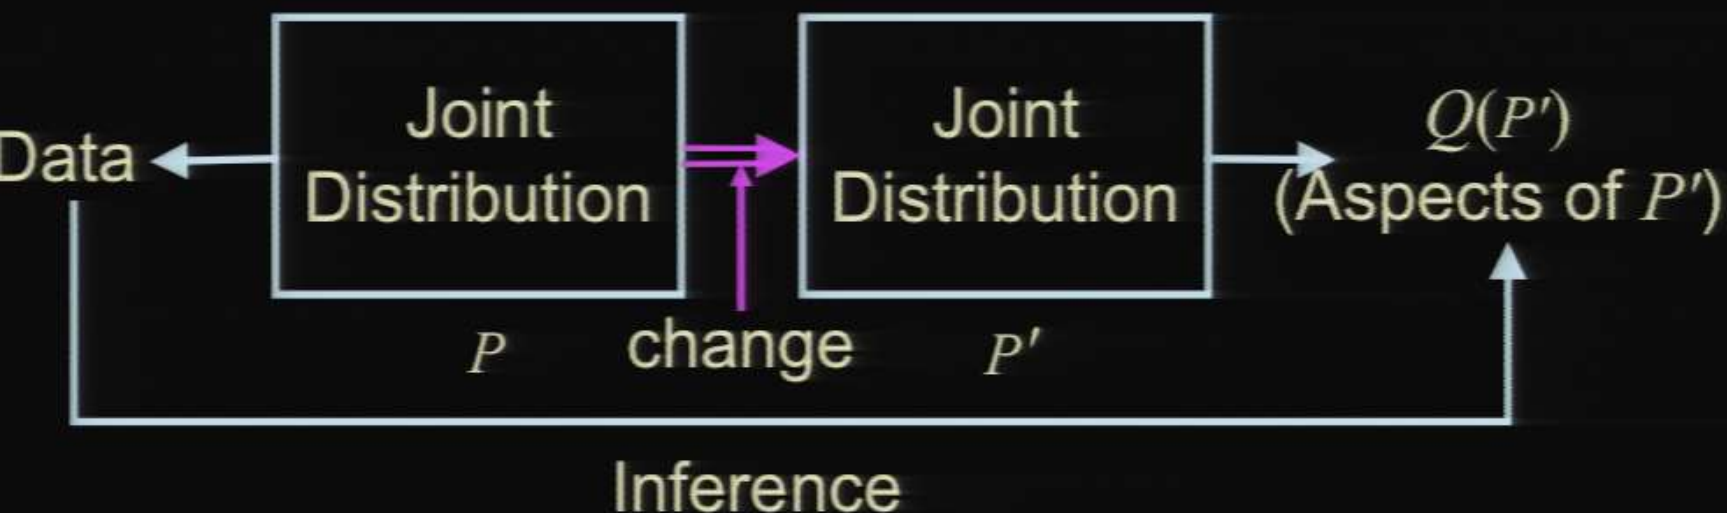 Data
Joint
Distribution
Joint
Distribution
Q(P')
(Aspects of P')
P
change
P'
Inference